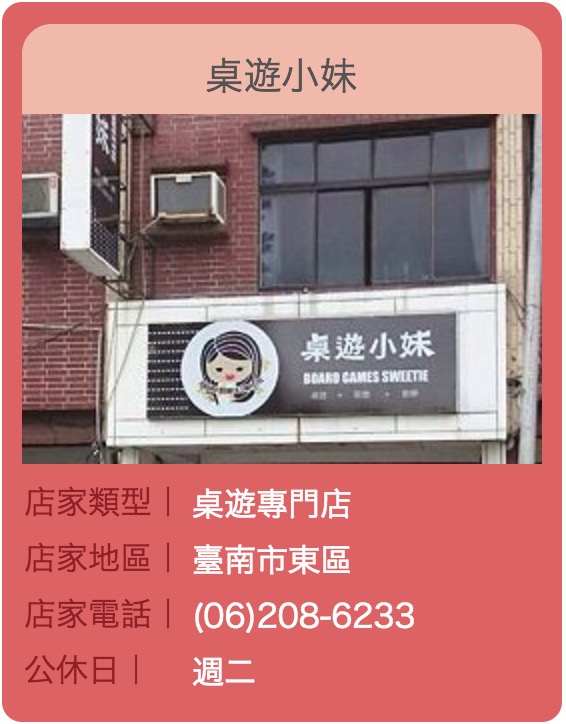 桌遊小妹
妹
桌遊小妹
BOARD GAMES SWEETIE
店家類型｜ 桌遊專門店
店家地區｜ 臺南市東區
店家電話｜ (06)208-6233
公休日｜ 週二